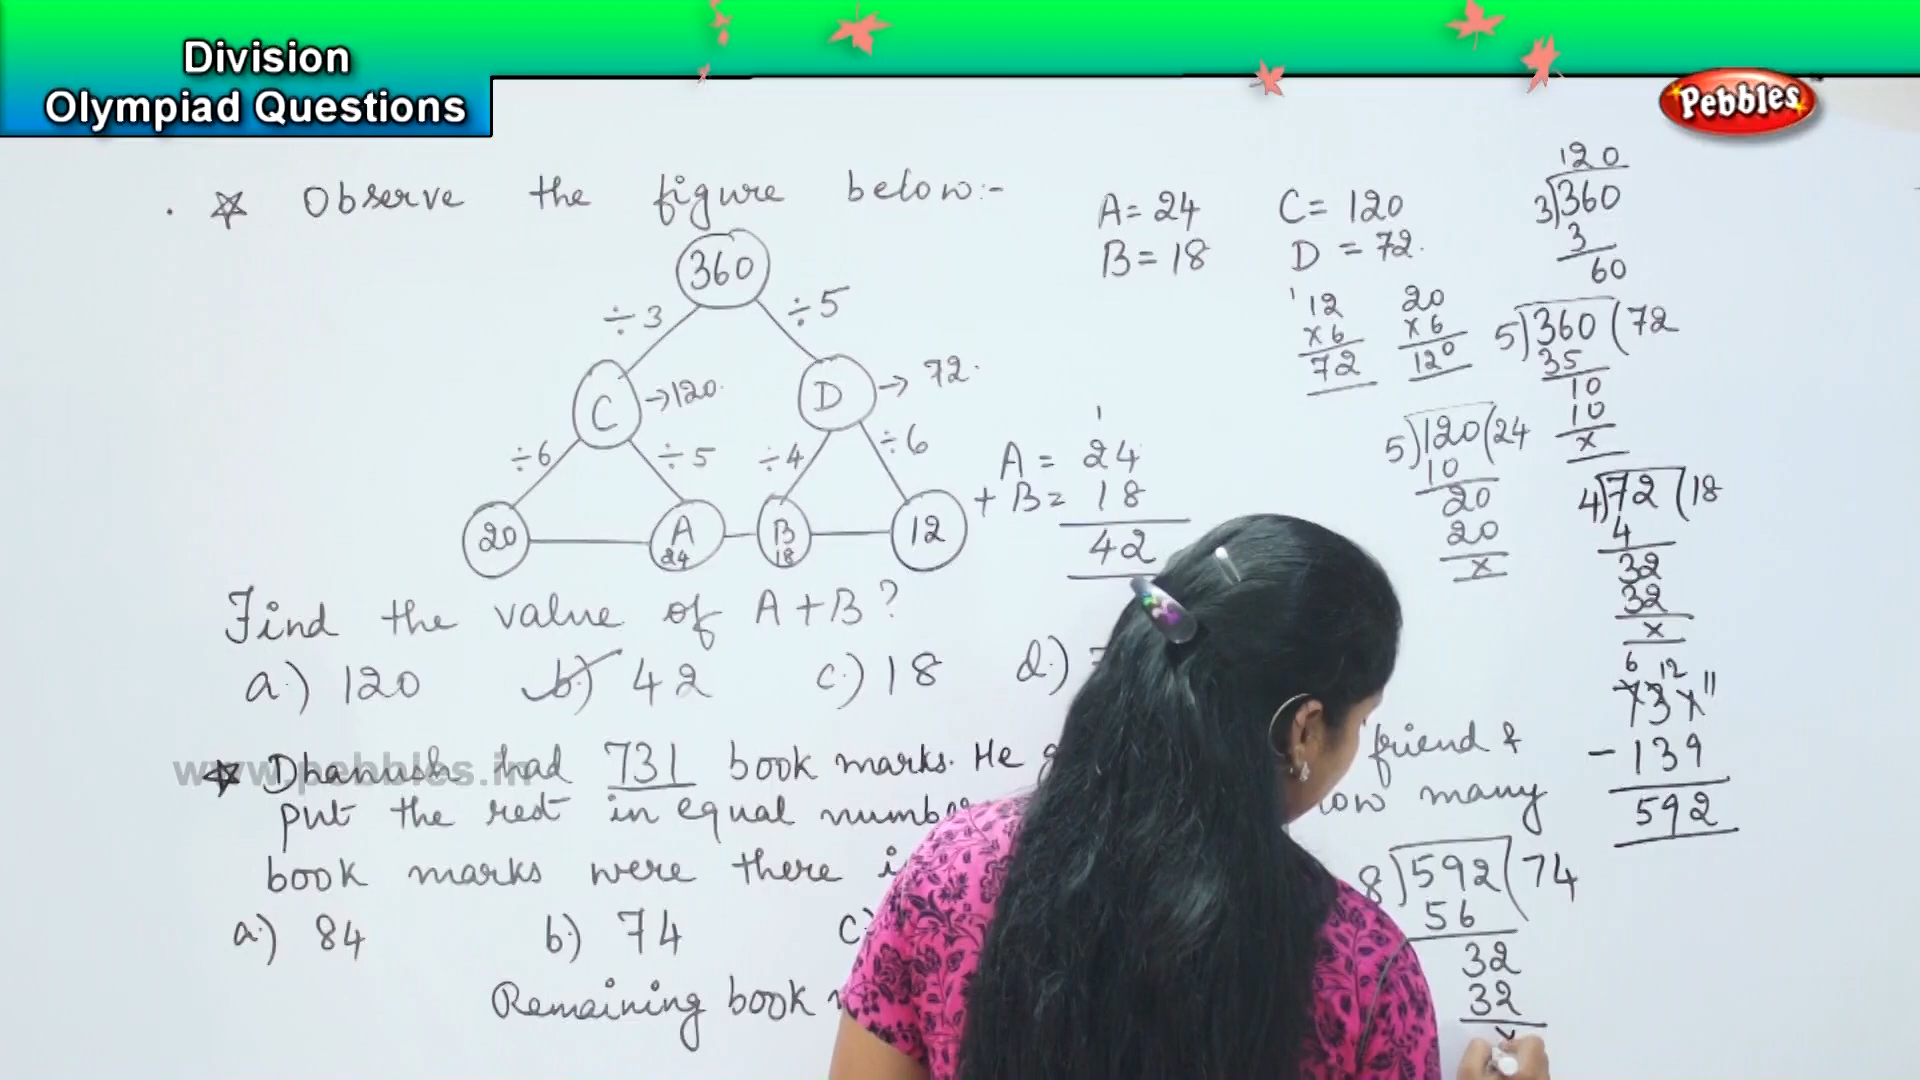 Division
Olympiad Questions
Pebbles
☆ Observe the figure below:-
360
÷3
÷5
C →120.
D → 72.
÷6
÷5
÷4
÷6
20
A
24
B
18
12
A = 24
B = 18
C = 120
D = 72.
1
12
x 6
72
20
x 6
120
A = 24
+ B = 18
1
42
120
3)360
3
60
5)360(72
35
10
10
x
5)120(24
10
20
20
x
4)72(18
4
32
32
x
Find the value of A+B?
a.) 120 b.) 42 c.) 18 d.)
☆ Dhanush had 731 book marks. He friend &
put the rest in equal many
book marks were there
a.) 84 b.) 74 c
Remaining book
www.pebbles.in
6 12 11
731
- 139
592
8)592(74
56
32
32
x